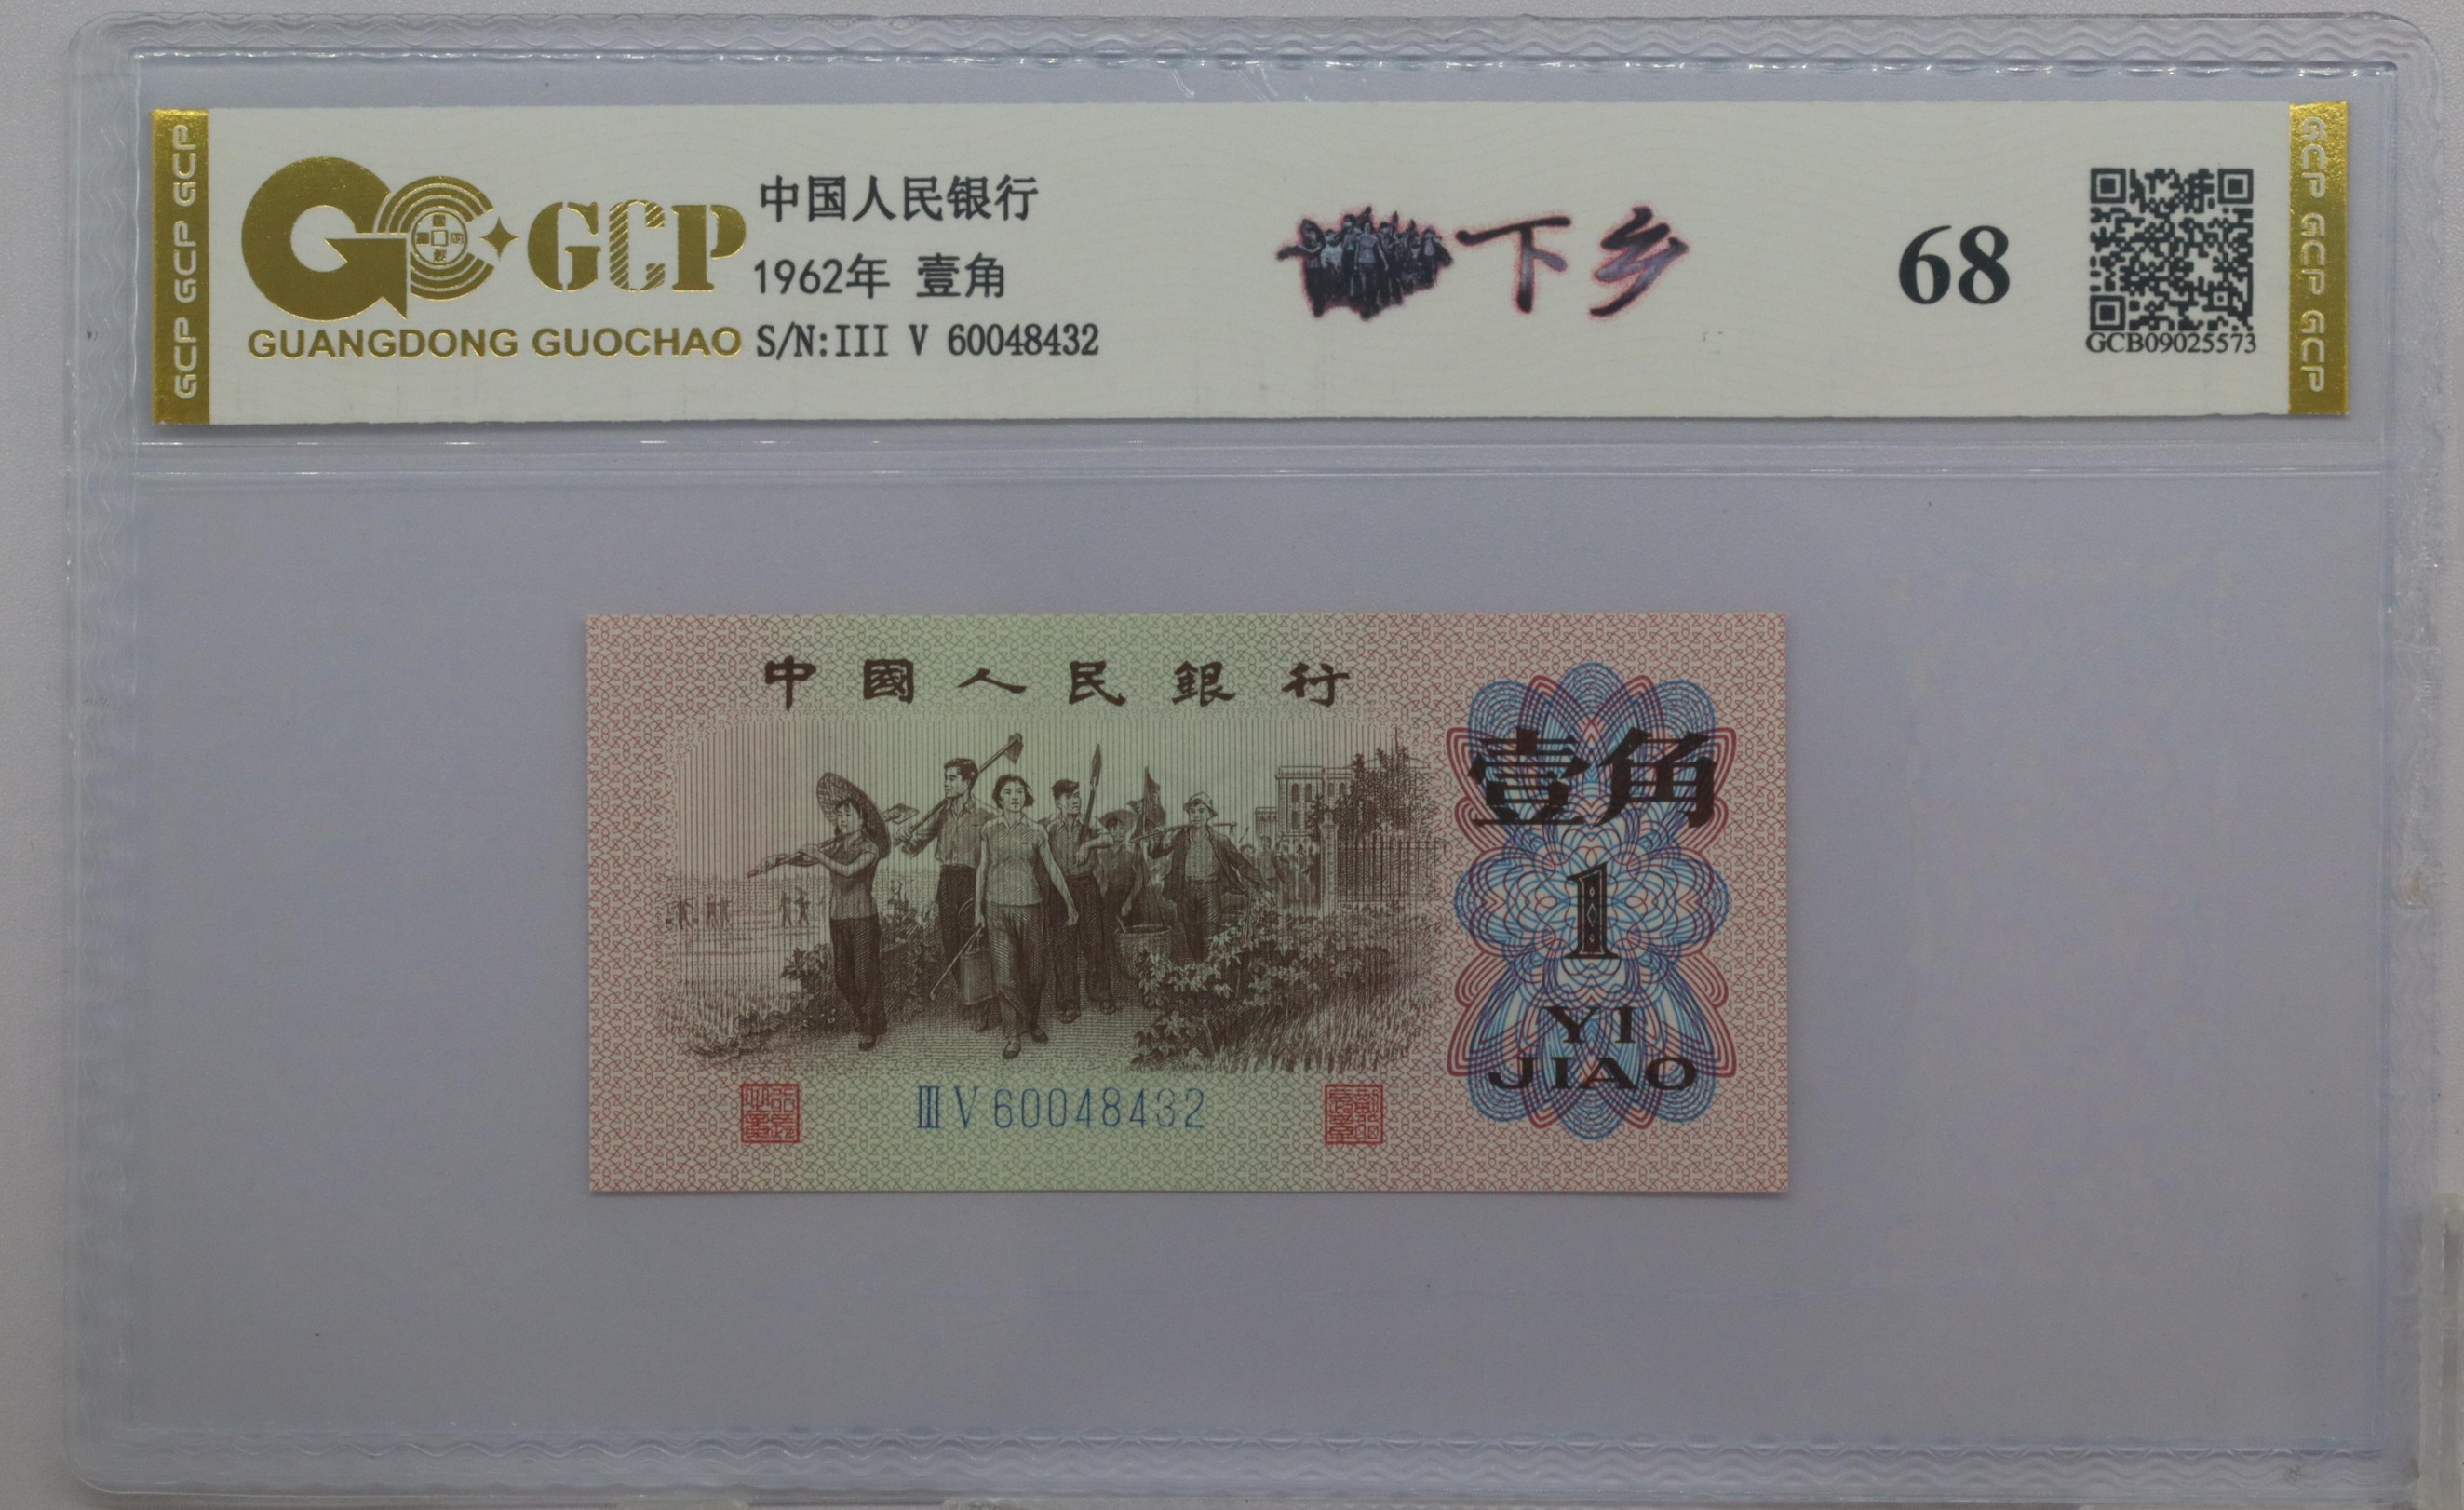 GCP GCP GCP
GCP
GUANGDONG GUOCHAO
中国人民银行
1962年 壹角
S/N:III V 60048432
下乡
68
GCB09025573
GCP GCP GCP
中國人民銀行
壹角
1
YI
JIAO
ⅢⅤ60048432